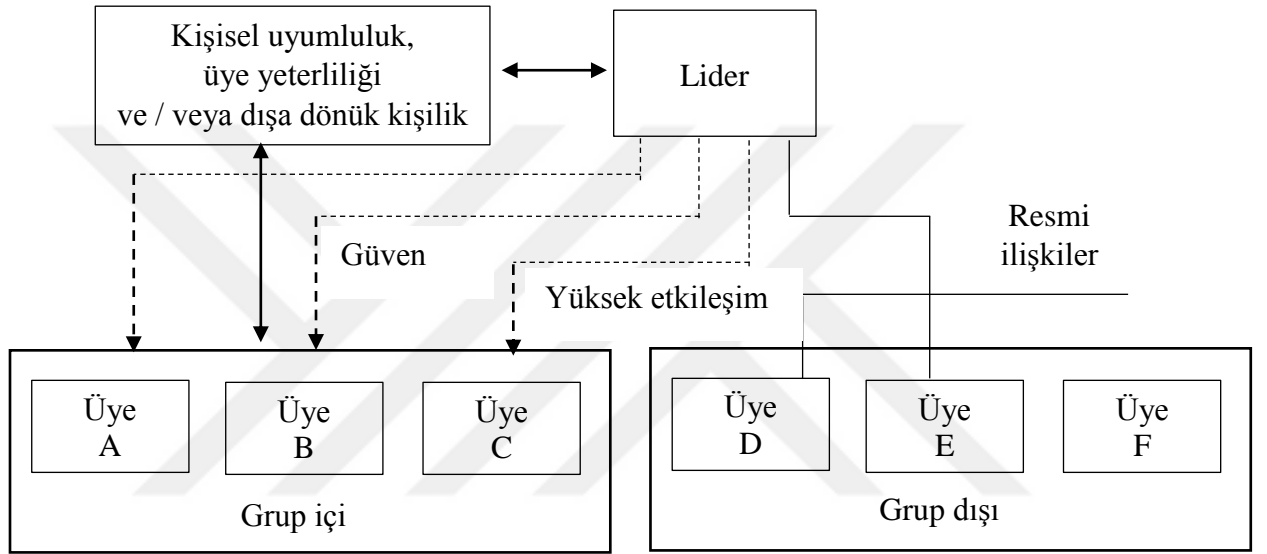 Kişisel uyumluluk,
üye yeterliliği
ve / veya dışa dönük kişilik
Lider
Resmi
ilişkiler
Güven
Yüksek etkileşim
Üye
A
Üye
B
Üye
C
Grup içi
Üye
D
Üye
E
Üye
F
Grup dışı